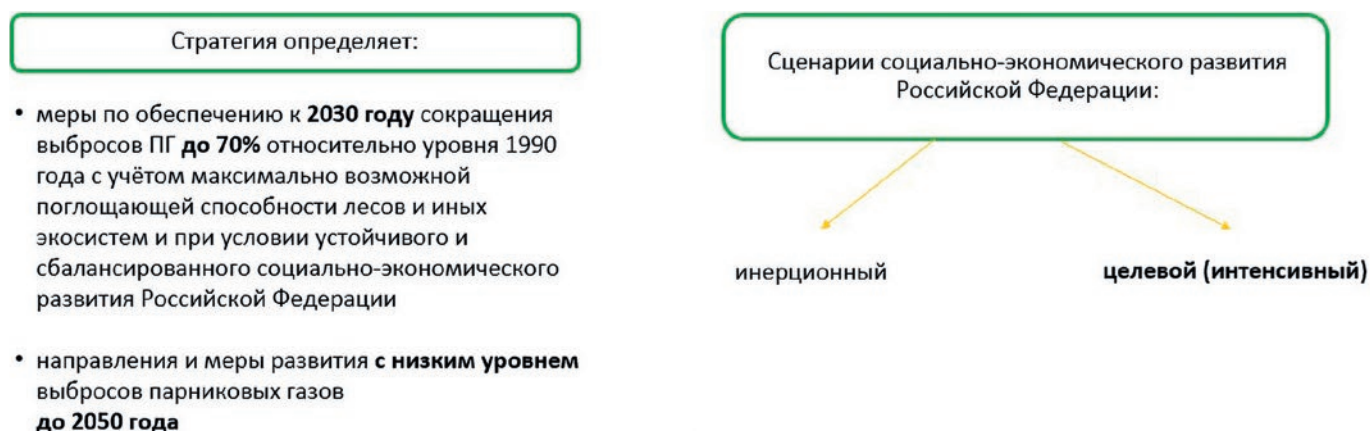 Стратегия определяет:
• меры по обеспечению к 2030 году сокращения
выбросов ПГ до 70% относительно уровня 1990
года с учётом максимально возможной
поглощающей способности лесов и иных
экосистем и при условии устойчивого и
сбалансированного социально-экономического
развития Российской Федерации
• направления и меры развития с низким уровнем
выбросов парниковых газов
до 2050 года
Сценарии социально-экономического развития
Российской Федерации:
инерционный
целевой (интенсивный)